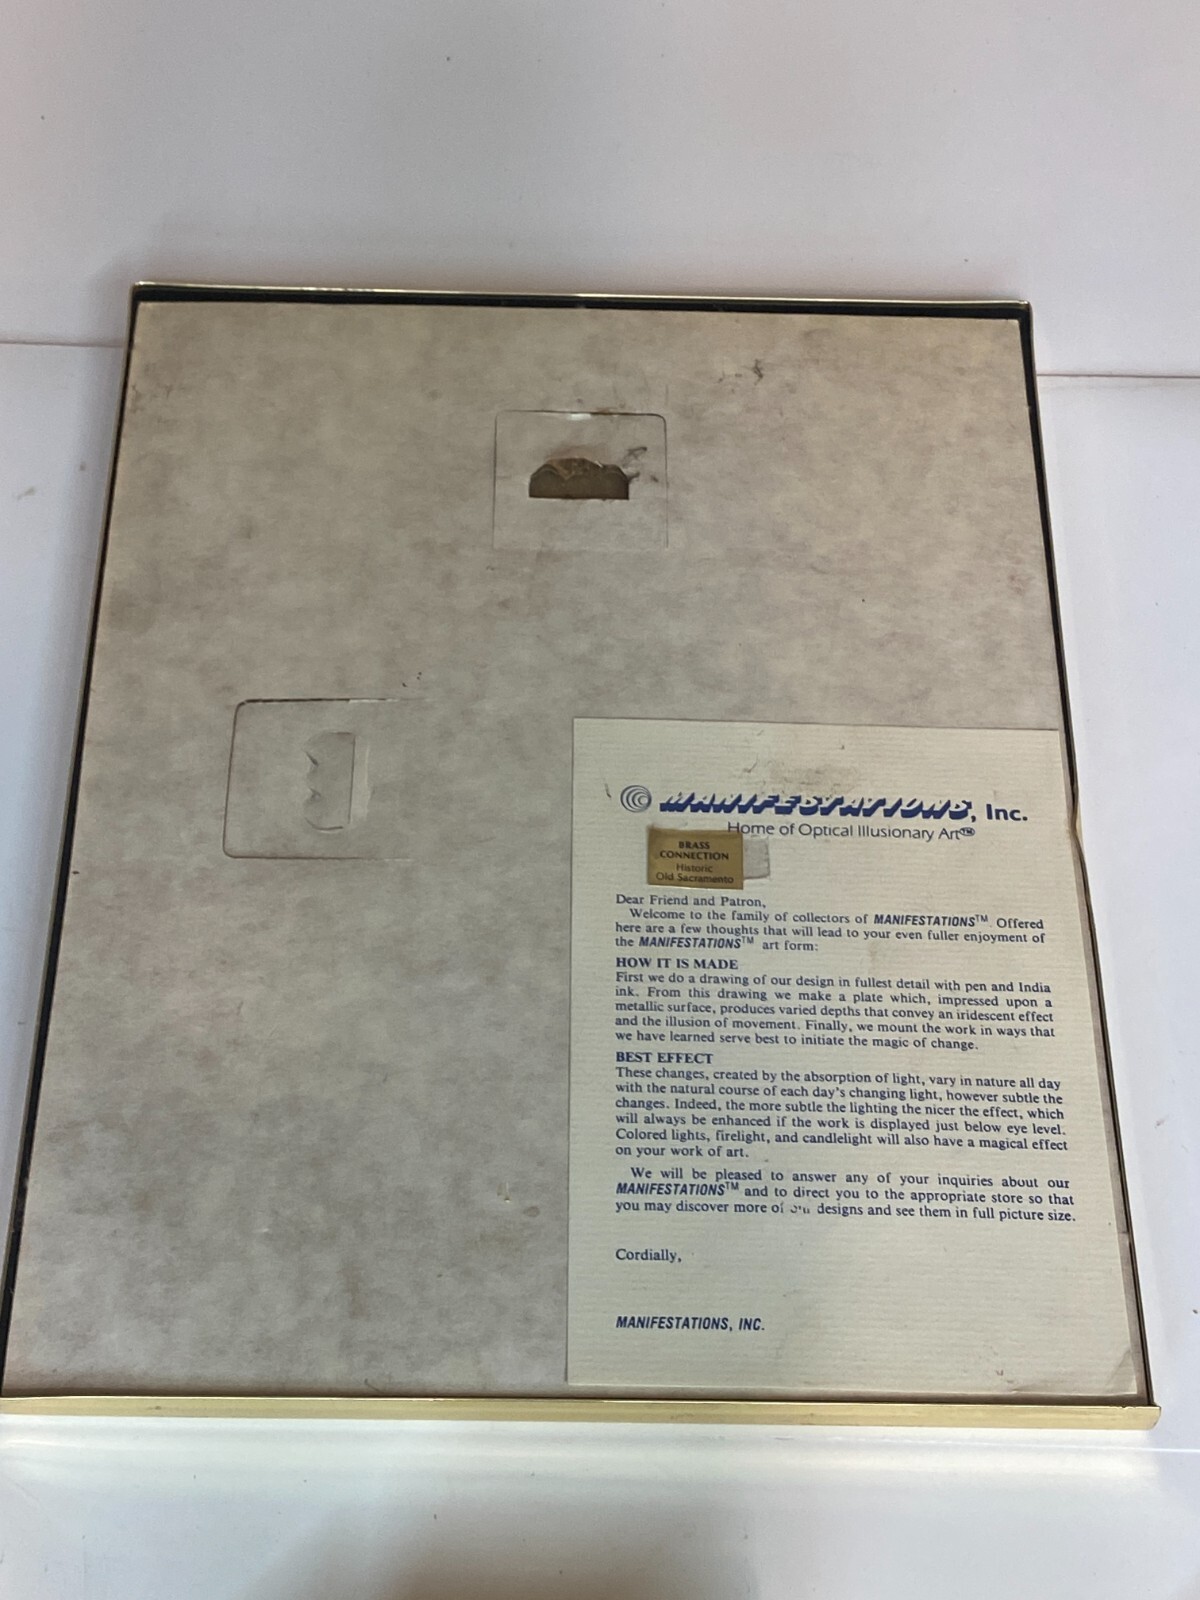 MANIFESTATIONS, Inc.
Home of Optical Illusionary Art™
BRASS
CONNECTION
Historic
Old Sacramento
Dear Friend and Patron,
Welcome to the family of collectors of MANIFESTATIONS™ Offered
here are a few thoughts that will lead to your even fuller enjoyment of
the MANIFESTATIONS™ art form:
HOW IT IS MADE
First we do a drawing of our design in fullest detail with pen and India
ink. From this drawing we make a plate which, impressed upon a
metallic surface, produces varied depths that convey an iridescent effect
and the illusion of movement. Finally, we mount the work in ways that
we have learned serve best to initiate the magic of change.
BEST EFFECT
These changes, created by the absorption of light, vary in nature all day
with the natural course of each day's changing light, however subtle the
changes. Indeed, the more subtle the lighting the nicer the effect, which
will always be enhanced if the work is displayed just below eye level.
Colored lights, firelight, and candlelight will also have a magical effect
on your work of art.
We will be pleased to answer any of your inquiries about our
MANIFESTATIONS™ and to direct you to the appropriate store so that
you may discover more of designs and see them in full picture size.
Cordially,
MANIFESTATIONS, INC.